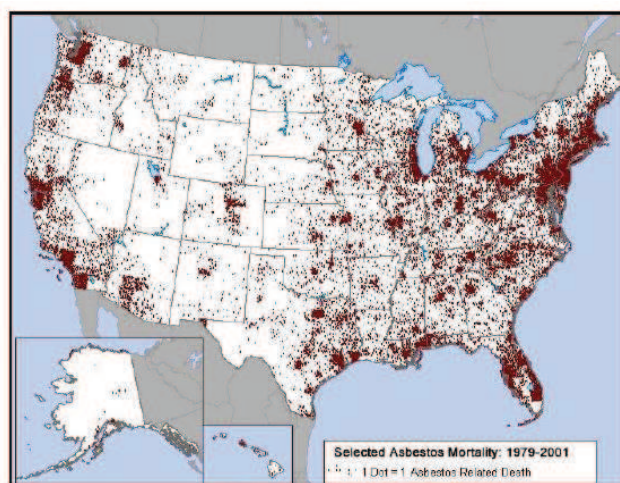 Selected Asbestos Mortality: 1979-2001
1 Dot = 1 Asbestos Related Death